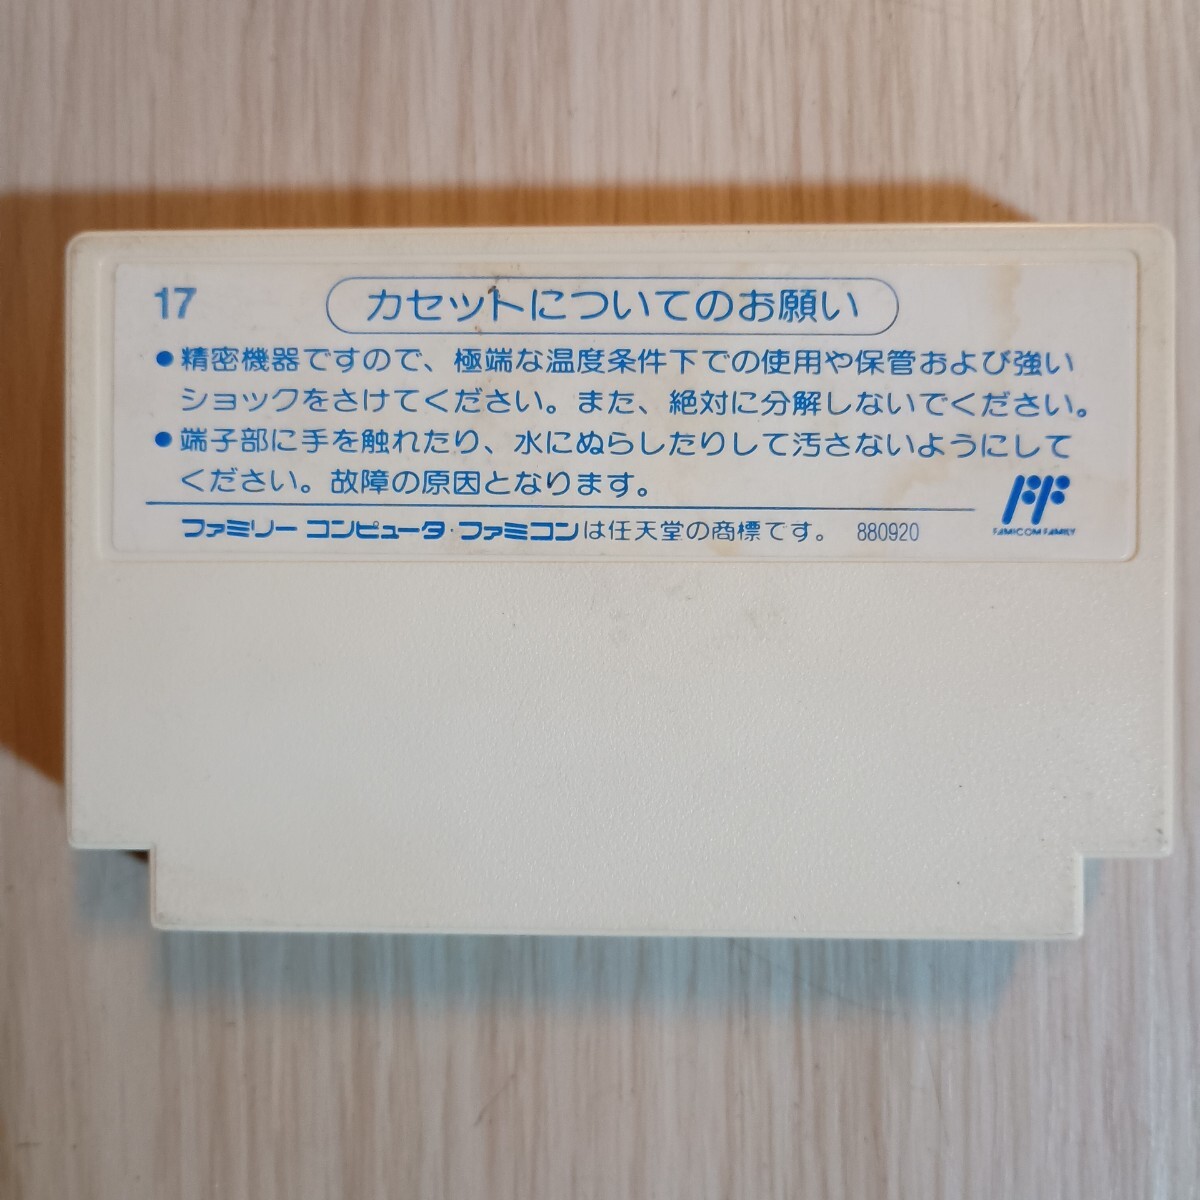 17
カセットについてのお願い
●精密機器ですので、極端な温度条件下での使用や保管および強い
ショックをさけてください。また、絶対に分解しないでください。
●端子部に手を触れたり、水にぬらしたりして汚さないようにして
ください。故障の原因となります。
FF
FAMICOM FAMILY
ファミリーコンピュータ・ファミコンは任天堂の商標です。 880920